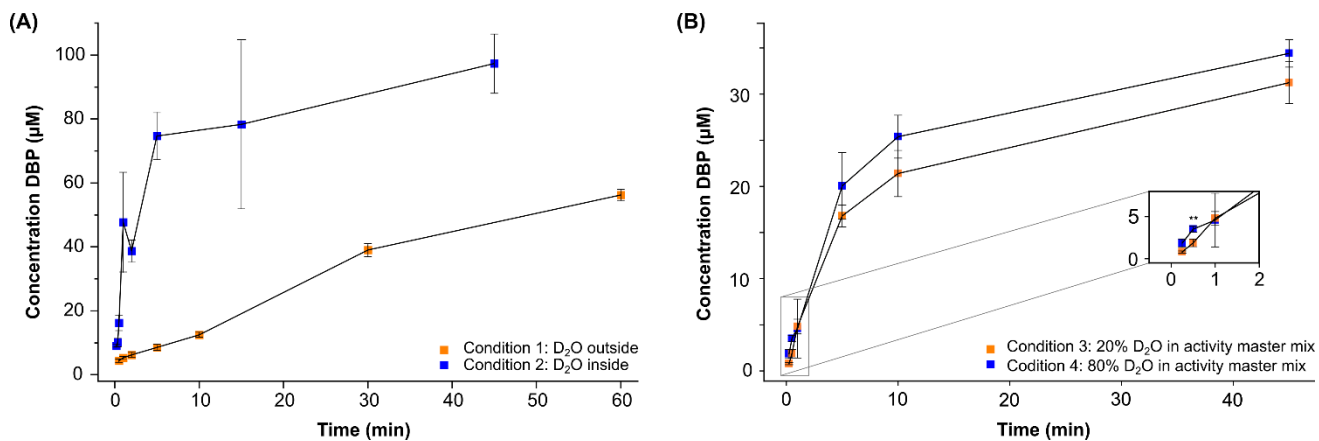 (A)
Concentration DBP (µM)
100
80
60
40
20
0
0
10
20
30
40
50
60
Time (min)
Condition 1: D₂O outside
Condition 2: D₂O inside
(B)
Concentration DBP (µM)
30
20
10
0
0
10
20
30
40
Time (min)
**
5
0
0
1
2
Condition 3: 20% D₂O in activity master mix
Codition 4: 80% D₂O in activity master mix